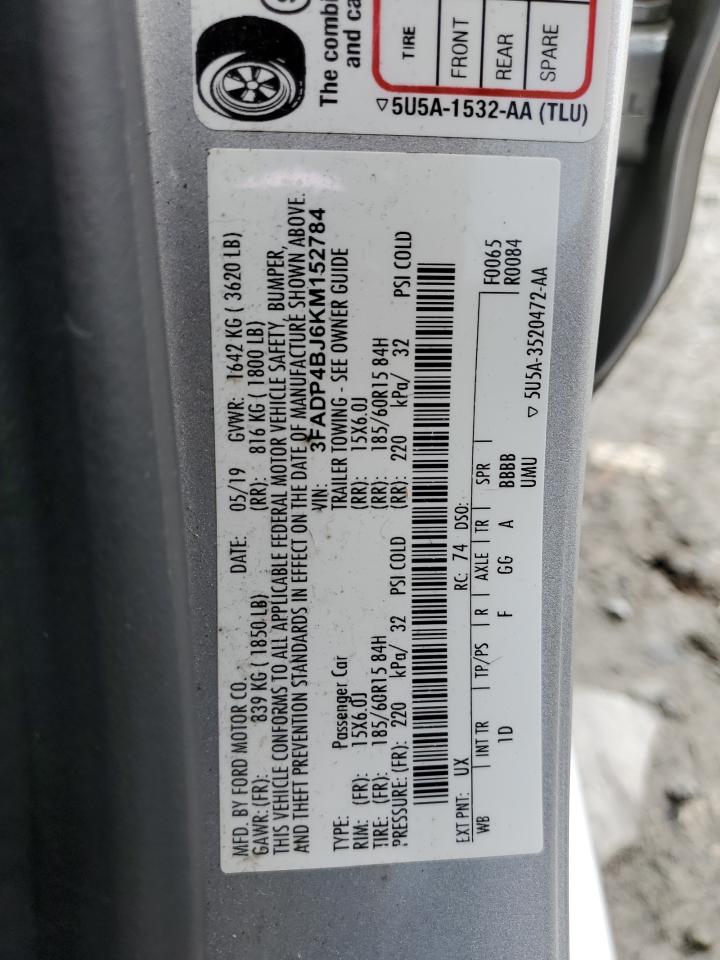 The combi
and ca
TIRE
FRONT
REAR
SPARE
▽5U5A-1532-AA (TLU)
MFD. BY FORD MOTOR CO. DATE: 05/19 GVWR: 1642 KG ( 3620 LB)
GAWR: (FR): 839 KG ( 1850 LB) (RR): 816 KG ( 1800 LB)
THIS VEHICLE CONFORMS TO ALL APPLICABLE FEDERAL MOTOR VEHICLE SAFETY, BUMPER,
AND THEFT PREVENTION STANDARDS IN EFFECT ON THE DATE OF MANUFACTURE SHOWN ABOVE.
VIN: 3FADP4BJ6KM152784
TYPE: Passenger Car TRAILER TOWING - SEE OWNER GUIDE
RIM: (FR): 15X6.0J (RR): 15X6.0J
TIRE: (FR): 185/60R15 84H (RR): 185/60R15 84H
PRESSURE: (FR): 220 kPa/ 32 PSI COLD (RR): 220 kPa/ 32 PSI COLD
EXT PNT: UX RC: 74 DSO: F0065
WB INT TR TP/PS R AXLE TR SPR R0084
1D F GG A BBBB
UMU ▽ 5U5A-3520472-AA